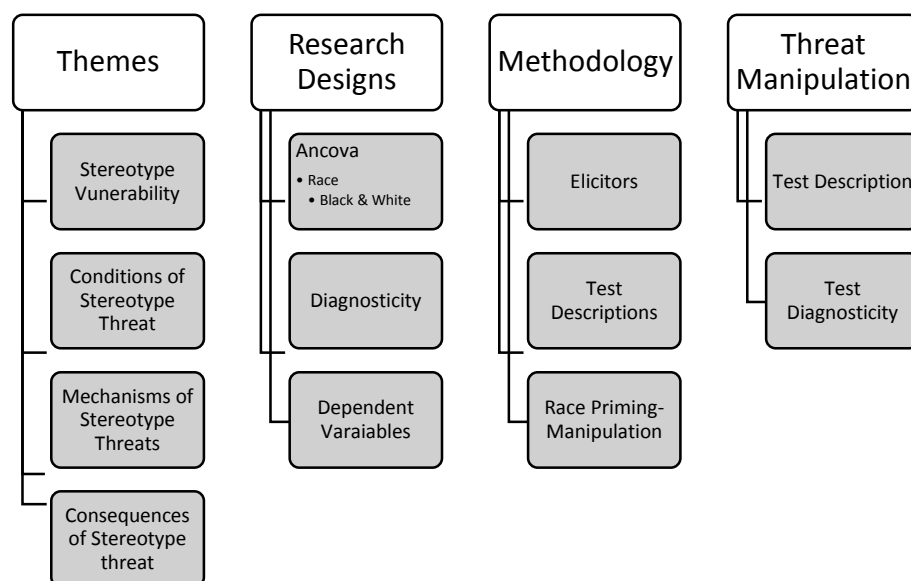 Themes
Stereotype
Vunerability
Conditions of
Stereotype
Threat
Mechanisms of
Stereotype
Threats
Consequences
of Stereotype
threat
Research
Designs
Ancova
• Race
• Black & White
Diagnosticity
Dependent
Varaiables
Methodology
Elicitors
Test
Descriptions
Race Priming-
Manipulation
Threat
Manipulation
Test Description
Test
Diagnosticity